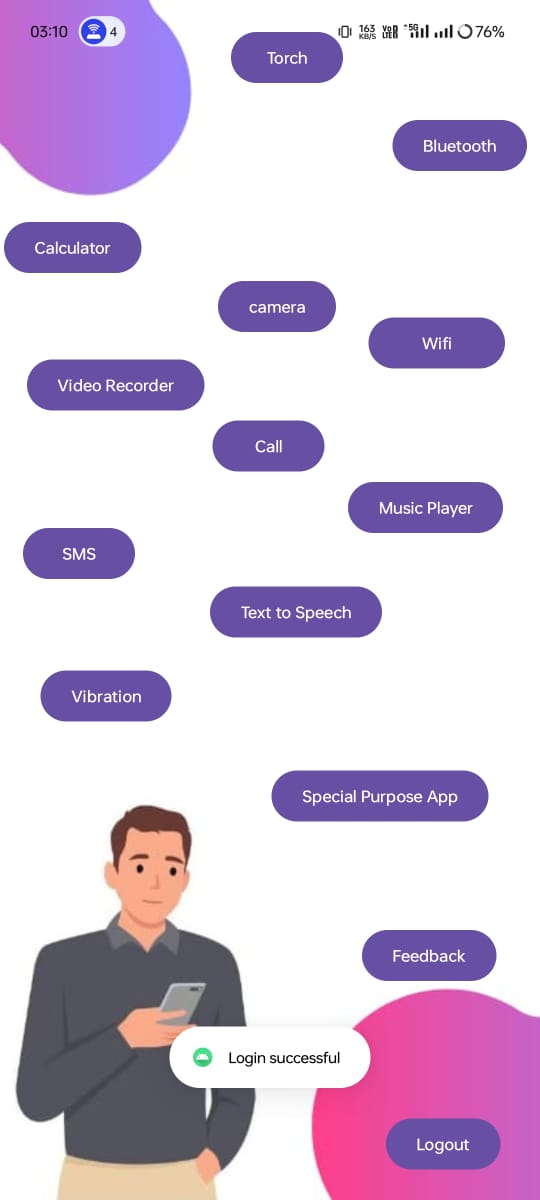 03:10 4 163 KB/S VoB LTEB 5G 76%
Torch
Bluetooth
Calculator
camera
Wifi
Video Recorder
Call
Music Player
SMS
Text to Speech
Vibration
Special Purpose App
Feedback
Login successful
Logout